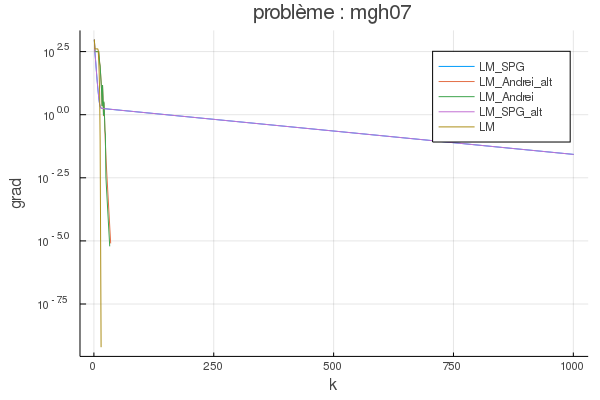 problème : mgh07
10^2.5
LM_SPG
LM_Andrei_alt
LM_Andrei
LM_SPG_alt
LM
10^0.0
10^-2.5
grad
10^-5.0
10^-7.5
0 250 500 750 1000
k